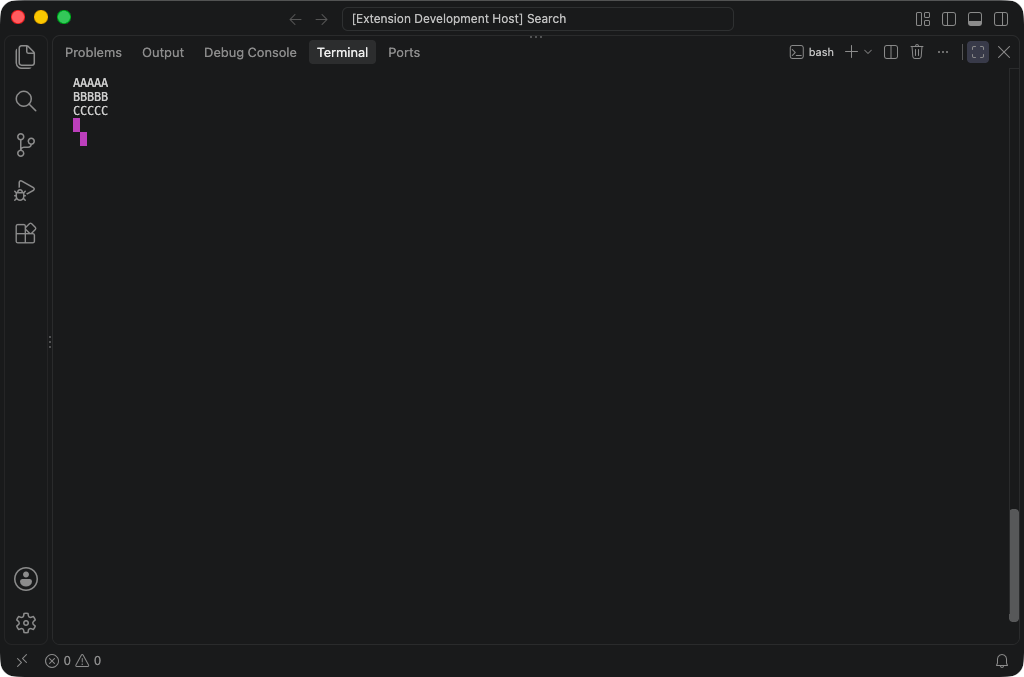 [Extension Development Host] Search
Problems Output Debug Console Terminal Ports bash
AAAAA
BBBBB
CCCCC
0 0